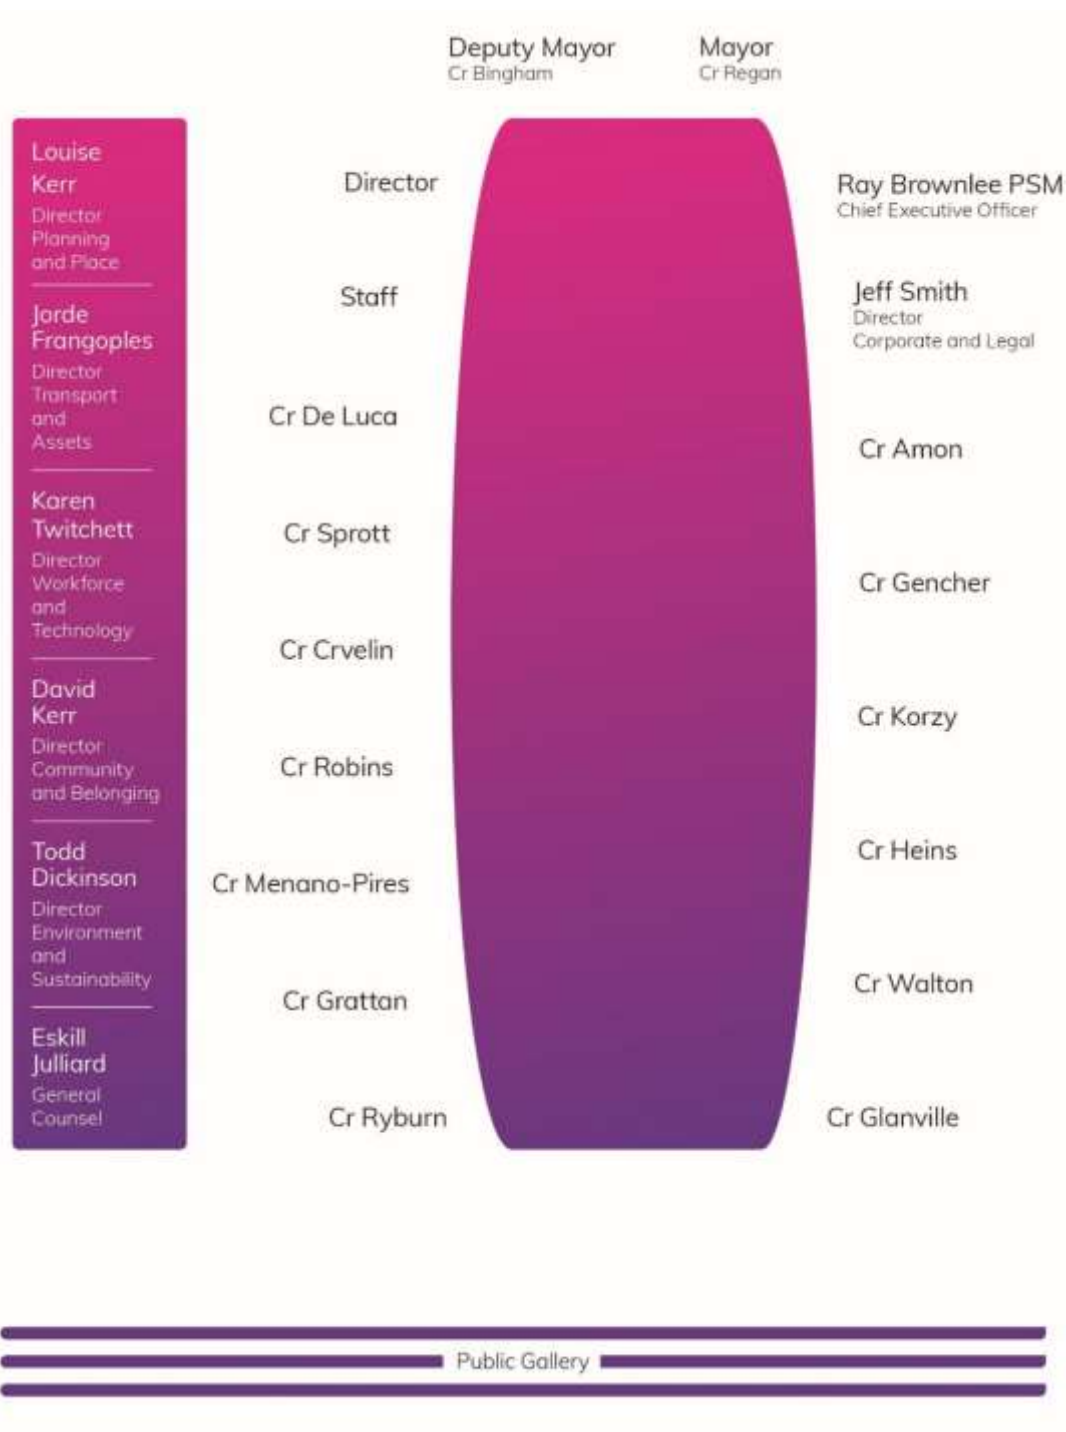 Deputy Mayor
Cr Bingham
Mayor
Cr Regan
Louise
Kerr
Director
Planning
and Place
Jorde
Frangoples
Director
Transport
and
Assets
Karen
Twitchett
Director
Workforce
and
Technology
David
Kerr
Director
Community
and Belonging
Todd
Dickinson
Director
Environment
and
Sustainability
Eskill
Julliard
General
Counsel
Director
Staff
Cr De Luca
Cr Sprott
Cr Crvelin
Cr Robins
Cr Menano-Pires
Cr Grattan
Cr Ryburn
Ray Brownlee PSM
Chief Executive Officer
Jeff Smith
Director
Corporate and Legal
Cr Amon
Cr Gencher
Cr Korzy
Cr Heins
Cr Walton
Cr Glanville
Public Gallery